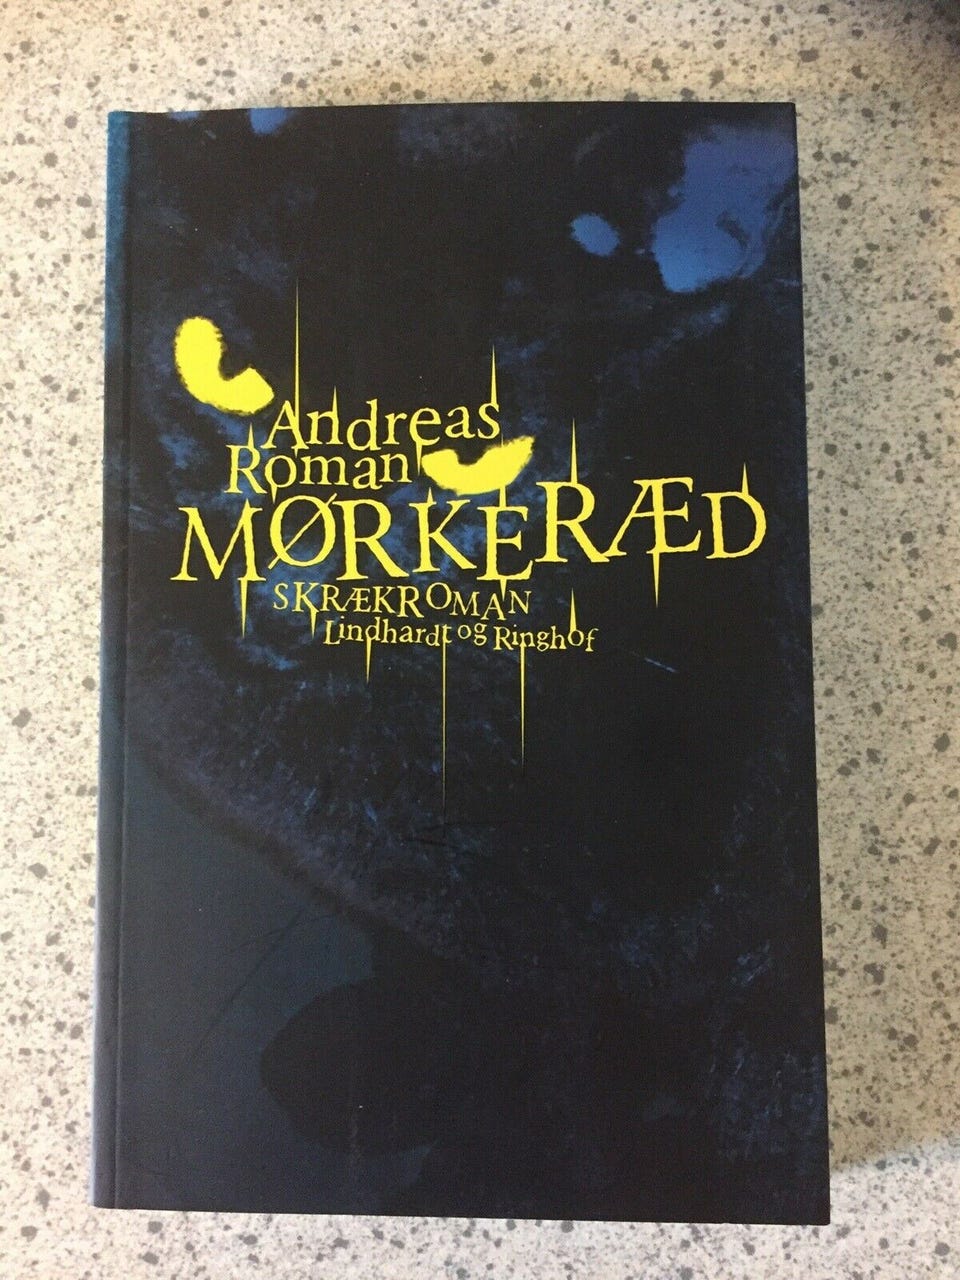 Andreas
Roman
MØRKERÆD
SKRÆKROMAN
Lindhardt og Ringhof